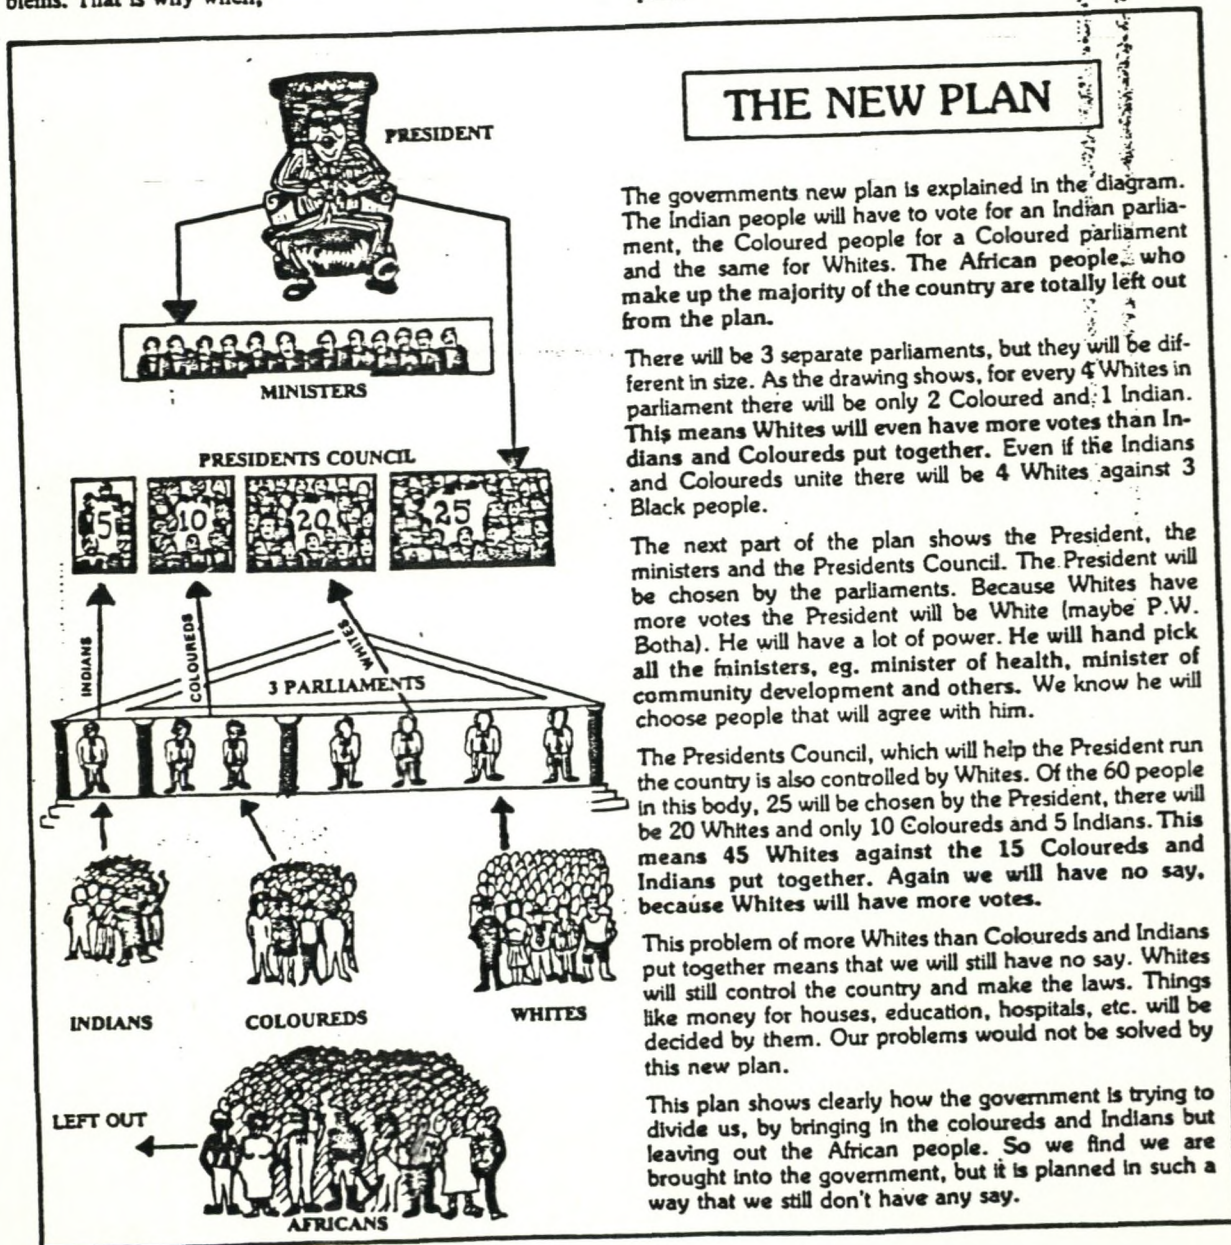 blems. That is why when,
PRESIDENT
MINISTERS
PRESIDENTS COUNCIL
5
10
20
25
INDIANS
COLOUREDS
WHITES
3 PARLIAMENTS
INDIANS
COLOUREDS
WHITES
LEFT OUT
AFRICANS
THE NEW PLAN
The governments new plan is explained in the diagram.
The Indian people will have to vote for an Indian parlia-
ment, the Coloured people for a Coloured parliament
and the same for Whites. The African people, who
make up the majority of the country are totally left out
from the plan.
There will be 3 separate parliaments, but they will be dif-
ferent in size. As the drawing shows, for every 4 Whites in
parliament there will be only 2 Coloured and 1 Indian.
This means Whites will even have more votes than In-
dians and Coloureds put together. Even if the Indians
and Coloureds unite there will be 4 Whites against 3
Black people.
The next part of the plan shows the President, the
ministers and the Presidents Council. The President will
be chosen by the parliaments. Because Whites have
more votes the President will be White (maybe P.W.
Botha). He will have a lot of power. He will hand pick
all the ministers, eg. minister of health, minister of
community development and others. We know he will
choose people that will agree with him.
The Presidents Council, which will help the President run
the country is also controlled by Whites. Of the 60 people
in this body, 25 will be chosen by the President, there will
be 20 Whites and only 10 Coloureds and 5 Indians. This
means 45 Whites against the 15 Coloureds and
Indians put together. Again we will have no say,
because Whites will have more votes.
This problem of more Whites than Coloureds and Indians
put together means that we will still have no say. Whites
will still control the country and make the laws. Things
like money for houses, education, hospitals, etc. will be
decided by them. Our problems would not be solved by
this new plan.
This plan shows clearly how the government is trying to
divide us, by bringing in the coloureds and Indians but
leaving out the African people. So we find we are
brought into the government, but it is planned in such a
way that we still don't have any say.